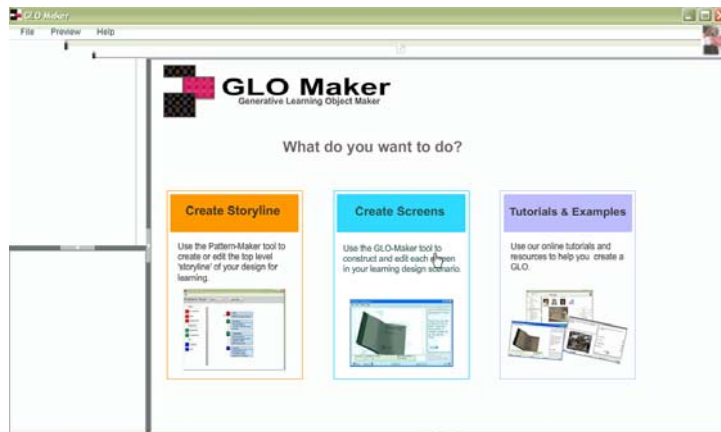 GLO Maker
File Preview Help
GLO Maker
Generative Learning Object Maker
What do you want to do?
Create Storyline
Use the Pattern-Maker tool to
create or edit the top level
'storyline' of your design for
learning.
Create Screens
Use the GLO-Maker tool to
construct and edit each screen
in your learning design scenario.
Tutorials & Examples
Use our online tutorials and
resources to help you create a
GLO.